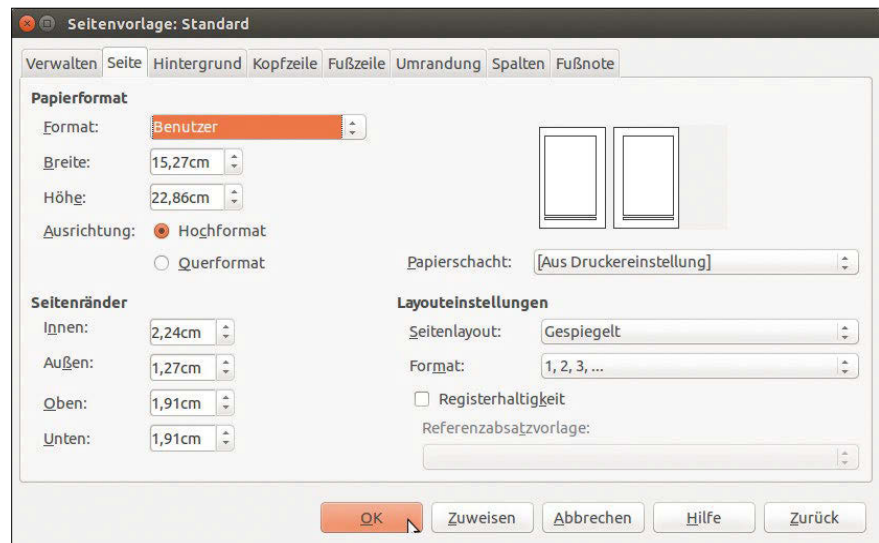 Seitenvorlage: Standard
Verwalten Seite Hintergrund Kopfzeile Fußzeile Umrandung Spalten Fußnote
Papierformat
Format: Benutzer
Breite: 15,27cm
Höhe: 22,86cm
Ausrichtung: Hochformat
Querformat
Papierschacht: [Aus Druckereinstellung]
Seitenränder
Innen: 2,24cm
Außen: 1,27cm
Oben: 1,91cm
Unten: 1,91cm
Layouteinstellungen
Seitenlayout: Gespiegelt
Format: 1, 2, 3, ...
Registerhaltigkeit
Referenzabsatzvorlage:
OK Zuweisen Abbrechen Hilfe Zurück